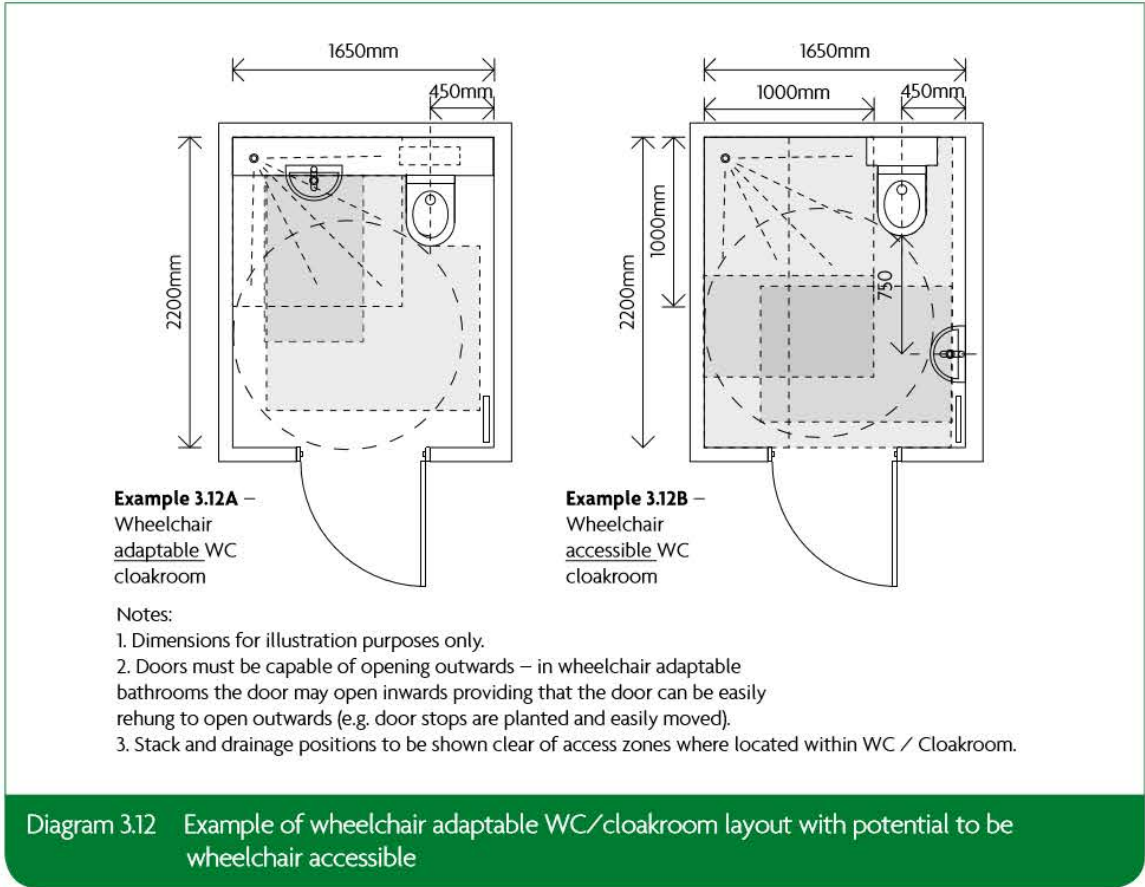 1650mm
450mm
2200mm
1650mm
1000mm
450mm
1000mm
2200mm
750
Example 3.12A –
Wheelchair
adaptable WC
cloakroom
Example 3.12B –
Wheelchair
accessible WC
cloakroom
Notes:
1. Dimensions for illustration purposes only.
2. Doors must be capable of opening outwards – in wheelchair adaptable
bathrooms the door may open inwards providing that the door can be easily
rehung to open outwards (e.g. door stops are planted and easily moved).
3. Stack and drainage positions to be shown clear of access zones where located within WC / Cloakroom.
Diagram 3.12 Example of wheelchair adaptable WC/cloakroom layout with potential to be
wheelchair accessible